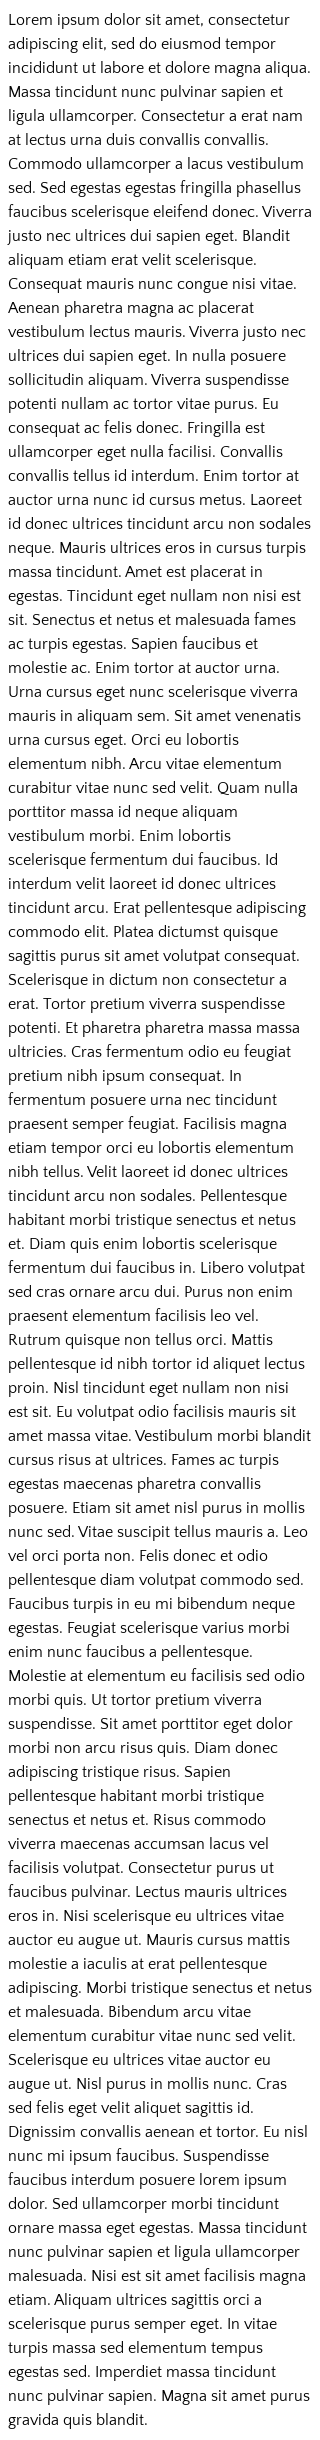 Lorem ipsum dolor sit amet, consectetur
adipiscing elit, sed do eiusmod tempor
incididunt ut labore et dolore magna aliqua.
Massa tincidunt nunc pulvinar sapien et
ligula ullamcorper. Consectetur a erat nam
at lectus urna duis convallis convallis.
Commodo ullamcorper a lacus vestibulum
sed. Sed egestas egestas fringilla phasellus
faucibus scelerisque eleifend donec. Viverra
justo nec ultrices dui sapien eget. Blandit
aliquam etiam erat velit scelerisque.
Consequat mauris nunc congue nisi vitae.
Aenean pharetra magna ac placerat
vestibulum lectus mauris. Viverra justo nec
ultrices dui sapien eget. In nulla posuere
sollicitudin aliquam. Viverra suspendisse
potenti nullam ac tortor vitae purus. Eu
consequat ac felis donec. Fringilla est
ullamcorper eget nulla facilisi. Convallis
convallis tellus id interdum. Enim tortor at
auctor urna nunc id cursus metus. Laoreet
id donec ultrices tincidunt arcu non sodales
neque. Mauris ultrices eros in cursus turpis
massa tincidunt. Amet est placerat in
egestas. Tincidunt eget nullam non nisi est
sit. Senectus et netus et malesuada fames
ac turpis egestas. Sapien faucibus et
molestie ac. Enim tortor at auctor urna.
Urna cursus eget nunc scelerisque viverra
mauris in aliquam sem. Sit amet venenatis
urna cursus eget. Orci eu lobortis
elementum nibh. Arcu vitae elementum
curabitur vitae nunc sed velit. Quam nulla
porttitor massa id neque aliquam
vestibulum morbi. Enim lobortis
scelerisque fermentum dui faucibus. Id
interdum velit laoreet id donec ultrices
tincidunt arcu. Erat pellentesque adipiscing
commodo elit. Platea dictumst quisque
sagittis purus sit amet volutpat consequat.
Scelerisque in dictum non consectetur a
erat. Tortor pretium viverra suspendisse
potenti. Et pharetra pharetra massa massa
ultricies. Cras fermentum odio eu feugiat
pretium nibh ipsum consequat. In
fermentum posuere urna nec tincidunt
praesent semper feugiat. Facilisis magna
etiam tempor orci eu lobortis elementum
nibh tellus. Velit laoreet id donec ultrices
tincidunt arcu non sodales. Pellentesque
habitant morbi tristique senectus et netus
et. Diam quis enim lobortis scelerisque
fermentum dui faucibus in. Libero volutpat
sed cras ornare arcu dui. Purus non enim
praesent elementum facilisis leo vel.
Rutrum quisque non tellus orci. Mattis
pellentesque id nibh tortor id aliquet lectus
proin. Nisl tincidunt eget nullam non nisi
est sit. Eu volutpat odio facilisis mauris sit
amet massa vitae. Vestibulum morbi blandit
cursus risus at ultrices. Fames ac turpis
egestas maecenas pharetra convallis
posuere. Etiam sit amet nisl purus in mollis
nunc sed. Vitae suscipit tellus mauris a. Leo
vel orci porta non. Felis donec et odio
pellentesque diam volutpat commodo sed.
Faucibus turpis in eu mi bibendum neque
egestas. Feugiat scelerisque varius morbi
enim nunc faucibus a pellentesque.
Molestie at elementum eu facilisis sed odio
morbi quis. Ut tortor pretium viverra
suspendisse. Sit amet porttitor eget dolor
morbi non arcu risus quis. Diam donec
adipiscing tristique risus. Sapien
pellentesque habitant morbi tristique
senectus et netus et. Risus commodo
viverra maecenas accumsan lacus vel
facilisis volutpat. Consectetur purus ut
faucibus pulvinar. Lectus mauris ultrices
eros in. Nisi scelerisque eu ultrices vitae
auctor eu augue ut. Mauris cursus mattis
molestie a iaculis at erat pellentesque
adipiscing. Morbi tristique senectus et netus
et malesuada. Bibendum arcu vitae
elementum curabitur vitae nunc sed velit.
Scelerisque eu ultrices vitae auctor eu
augue ut. Nisl purus in mollis nunc. Cras
sed felis eget velit aliquet sagittis id.
Dignissim convallis aenean et tortor. Eu nisl
nunc mi ipsum faucibus. Suspendisse
faucibus interdum posuere lorem ipsum
dolor. Sed ullamcorper morbi tincidunt
ornare massa eget egestas. Massa tincidunt
nunc pulvinar sapien et ligula ullamcorper
malesuada. Nisi est sit amet facilisis magna
etiam. Aliquam ultrices sagittis orci a
scelerisque purus semper eget. In vitae
turpis massa sed elementum tempus
egestas sed. Imperdiet massa tincidunt
nunc pulvinar sapien. Magna sit amet purus
gravida quis blandit.